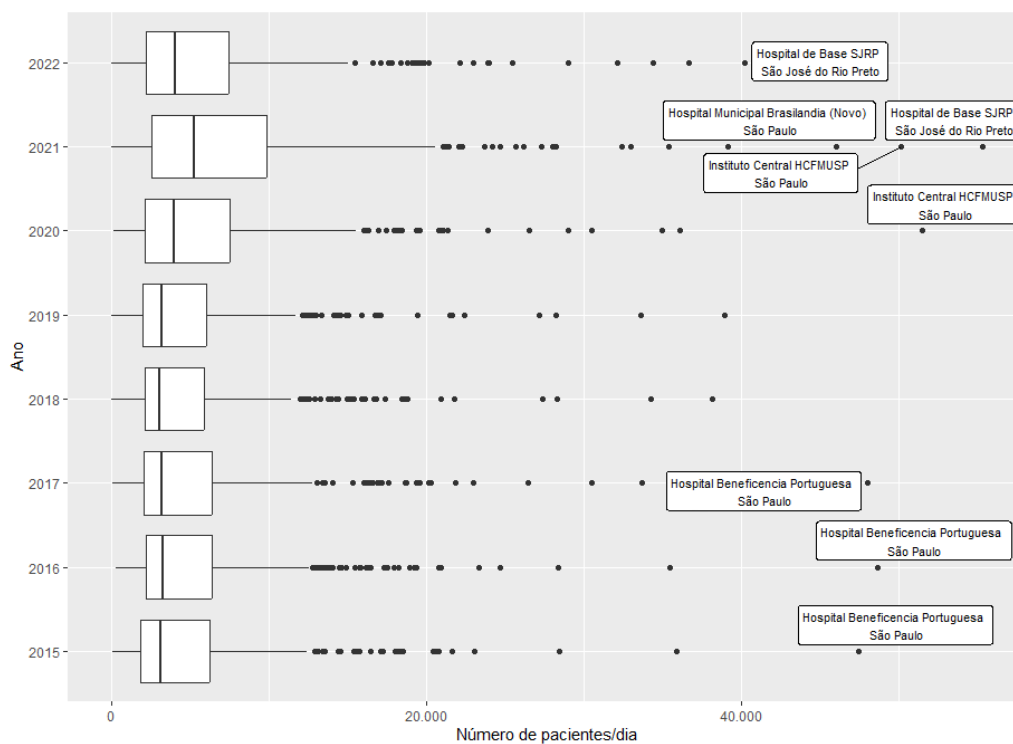 2022
Hospital de Base SJRP
São José do Rio Preto
Hospital Municipal Brasilandia (Novo)
São Paulo
Hospital de Base SJRP
São José do Rio Preto
2021
Instituto Central HCFMUSP
São Paulo
Instituto Central HCFMUSP
São Paulo
2020
2019
Ano
2018
2017
Hospital Beneficencia Portuguesa
São Paulo
Hospital Beneficencia Portuguesa
São Paulo
2016
Hospital Beneficencia Portuguesa
São Paulo
2015
0
20.000
40.000
Número de pacientes/dia